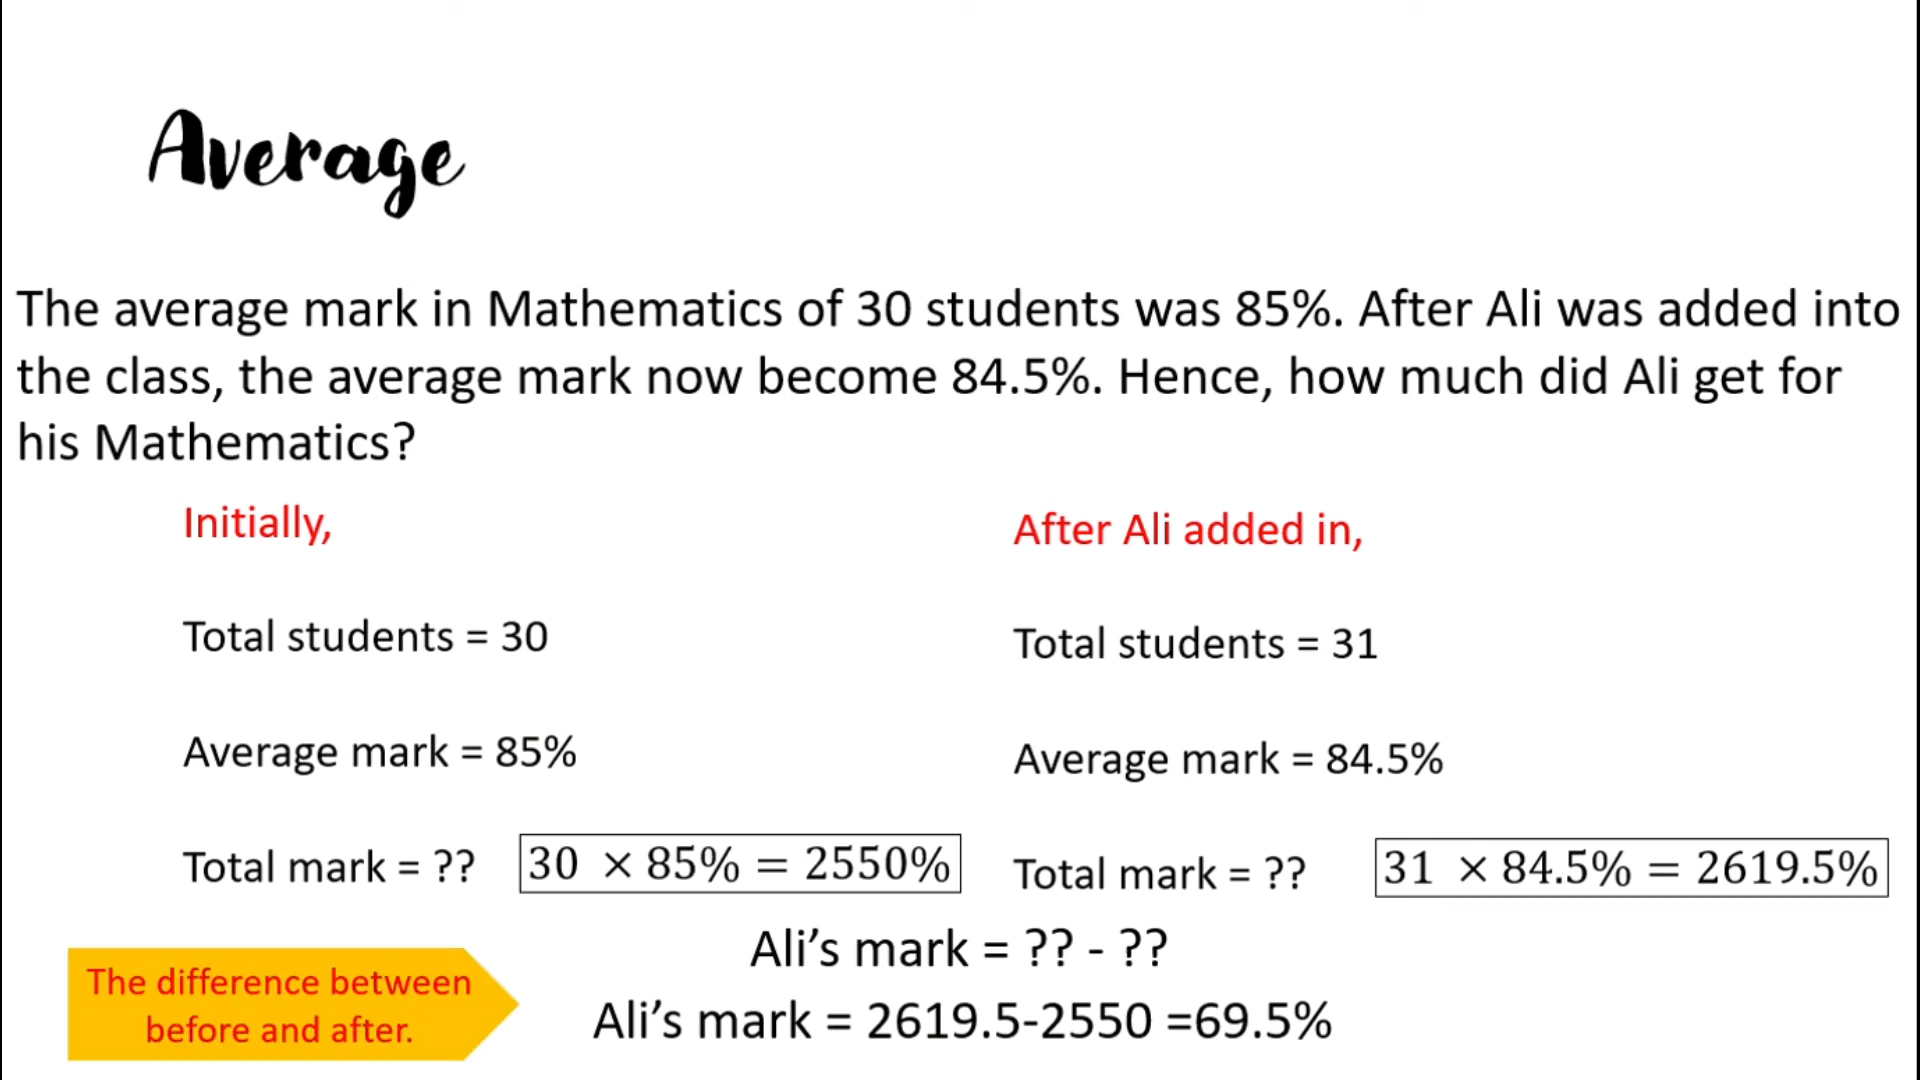 Average
The average mark in Mathematics of 30 students was 85%. After Ali was added into
the class, the average mark now become 84.5%. Hence, how much did Ali get for
his Mathematics?
Initially,
Total students = 30
Average mark = 85%
Total mark = ??
30 × 85% = 2550%
After Ali added in,
Total students = 31
Average mark = 84.5%
Total mark = ??
31 × 84.5% = 2619.5%
Ali’s mark = ?? - ??
The difference between
before and after.
Ali’s mark = 2619.5-2550 =69.5%